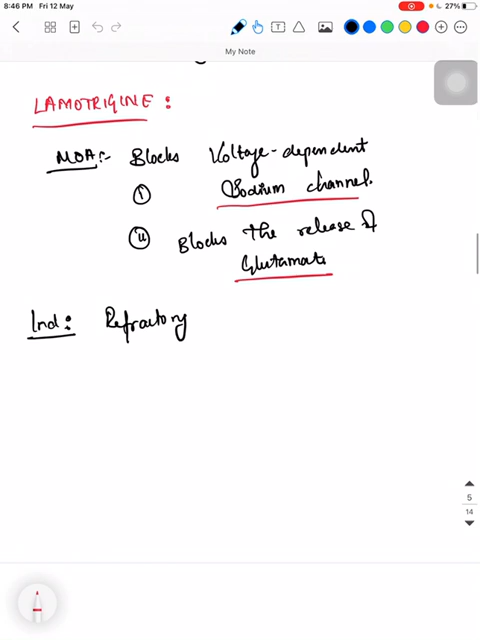 8:46 PM Fri 12 May
27%
My Note
LAMOTRIGINE :
MOA:- Blocks Voltage-dependent
(i) Sodium channel.
(ii) Blocks the release of
Glutamate
Ind: Refractory
5
14